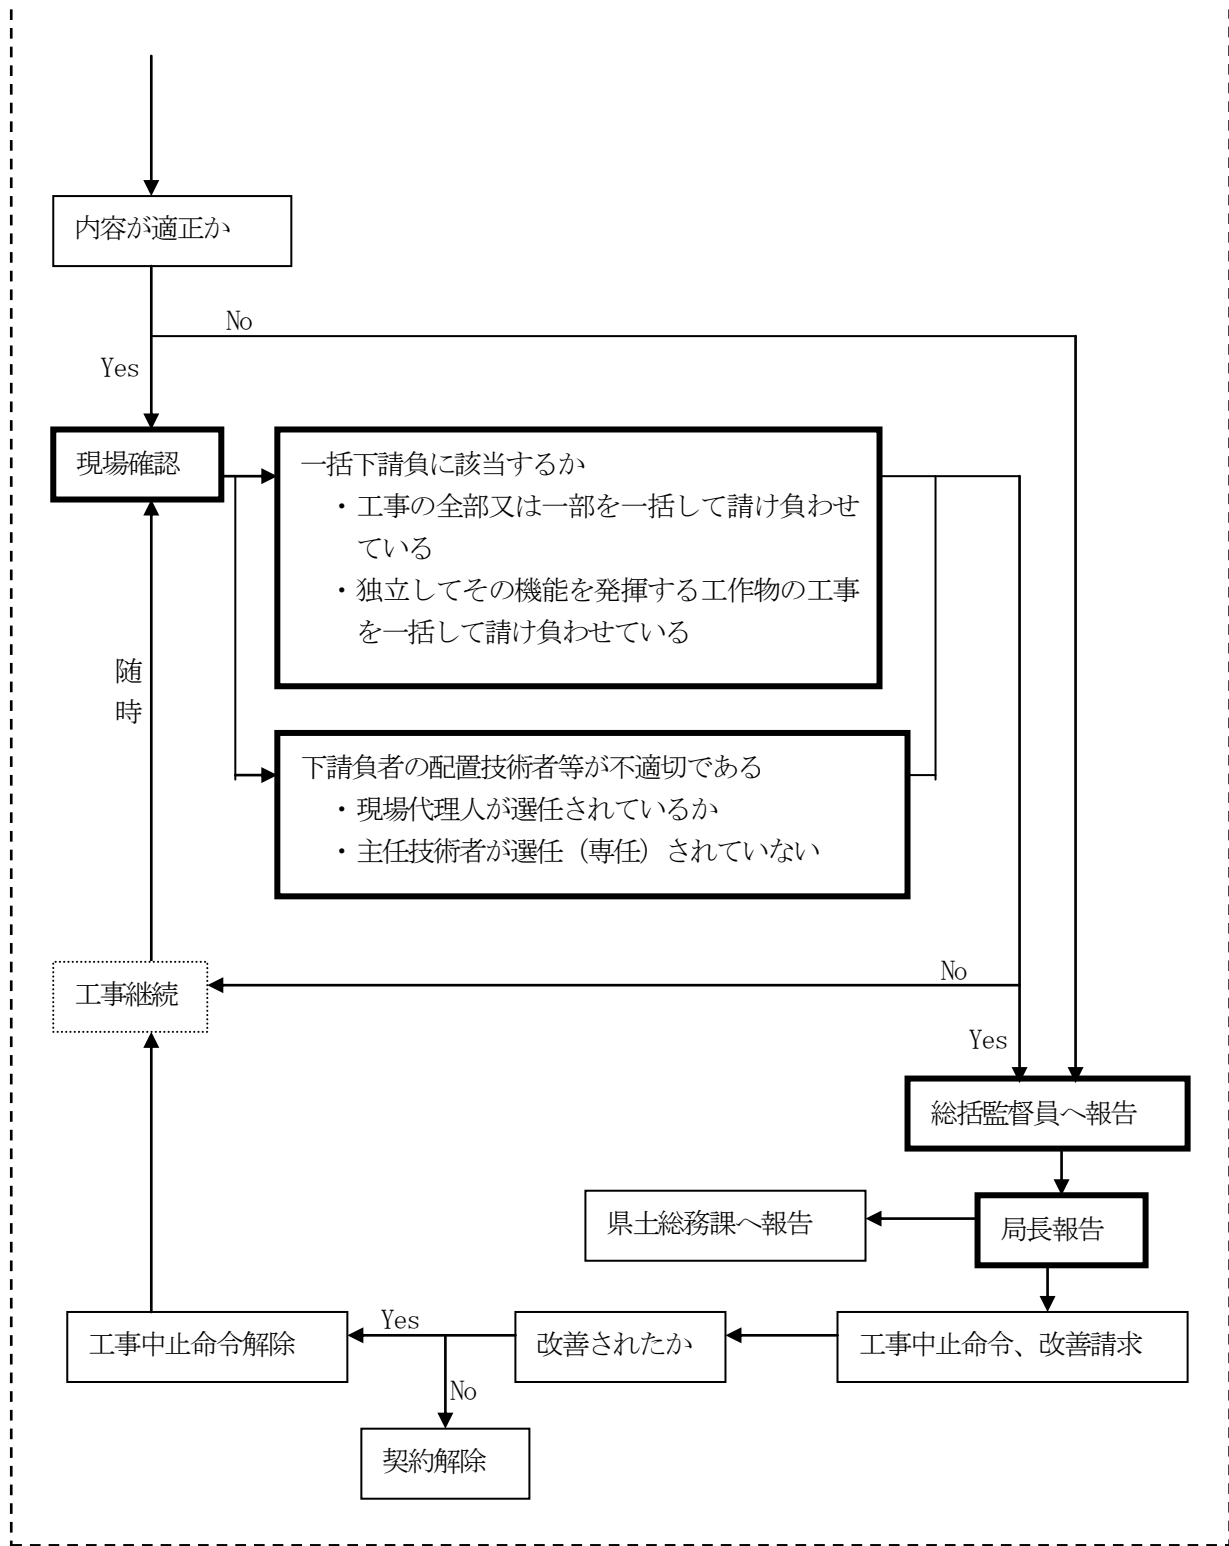 内容が適正か
No
Yes
現場確認
一括下請負に該当するか
・工事の全部又は一部を一括して請け負わせ
ている
・独立してその機能を発揮する工作物の工事
を一括して請け負わせている
随
時
下請負者の配置技術者等が不適切である
・現場代理人が選任されているか
・主任技術者が選任（専任）されていない
No
工事継続
Yes
総括監督員へ報告
県土総務課へ報告
局長報告
工事中止命令解除
Yes
改善されたか
工事中止命令、改善請求
No
契約解除